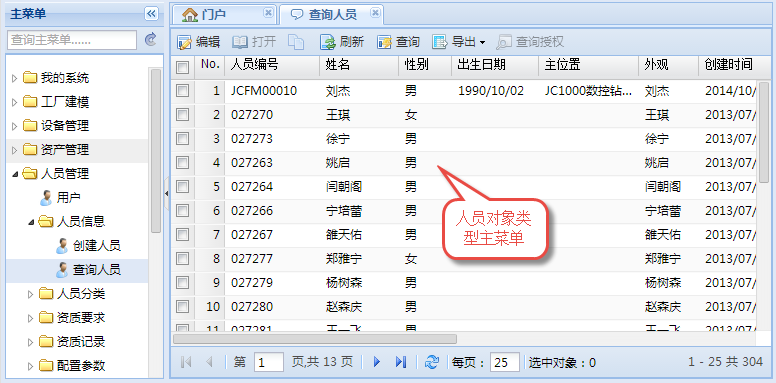 主菜单
查询主菜单......
我的系统
工厂建模
设备管理
资产管理
人员管理
用户
人员信息
创建人员
查询人员
人员分类
资质要求
资质记录
配置参数
门户 查询人员
编辑 打开 刷新 查询 导出 查询授权
No. 人员编号 姓名 性别 出生日期 主位置 外观 创建时间
1 JCFM00010 刘杰 男 1990/10/02 JC1000数控钻... 刘杰 2014/10/
2 027270 王琪 女 王琪 2013/07/
3 027273 徐宁 男 徐宁 2013/07/
4 027263 姚启 男 姚启 2013/07/
5 027264 闫朝阁 男 闫朝阁 2013/07/
6 027266 宁培蕾 男 宁培蕾 2013/07/
7 027267 雒天佑 男 雒天佑 2013/07/
8 027277 郑雅宁 女 郑雅宁 2013/07/
9 027279 杨树森 男 杨树森 2013/07/
10 027280 赵森庆 男 赵森庆 2013/07/
11 027281 王一飞 男 王一飞 2013/07/
人员对象类
型主菜单
第 1 页,共 13 页 每页： 25 选中对象：0 1 - 25 共 304